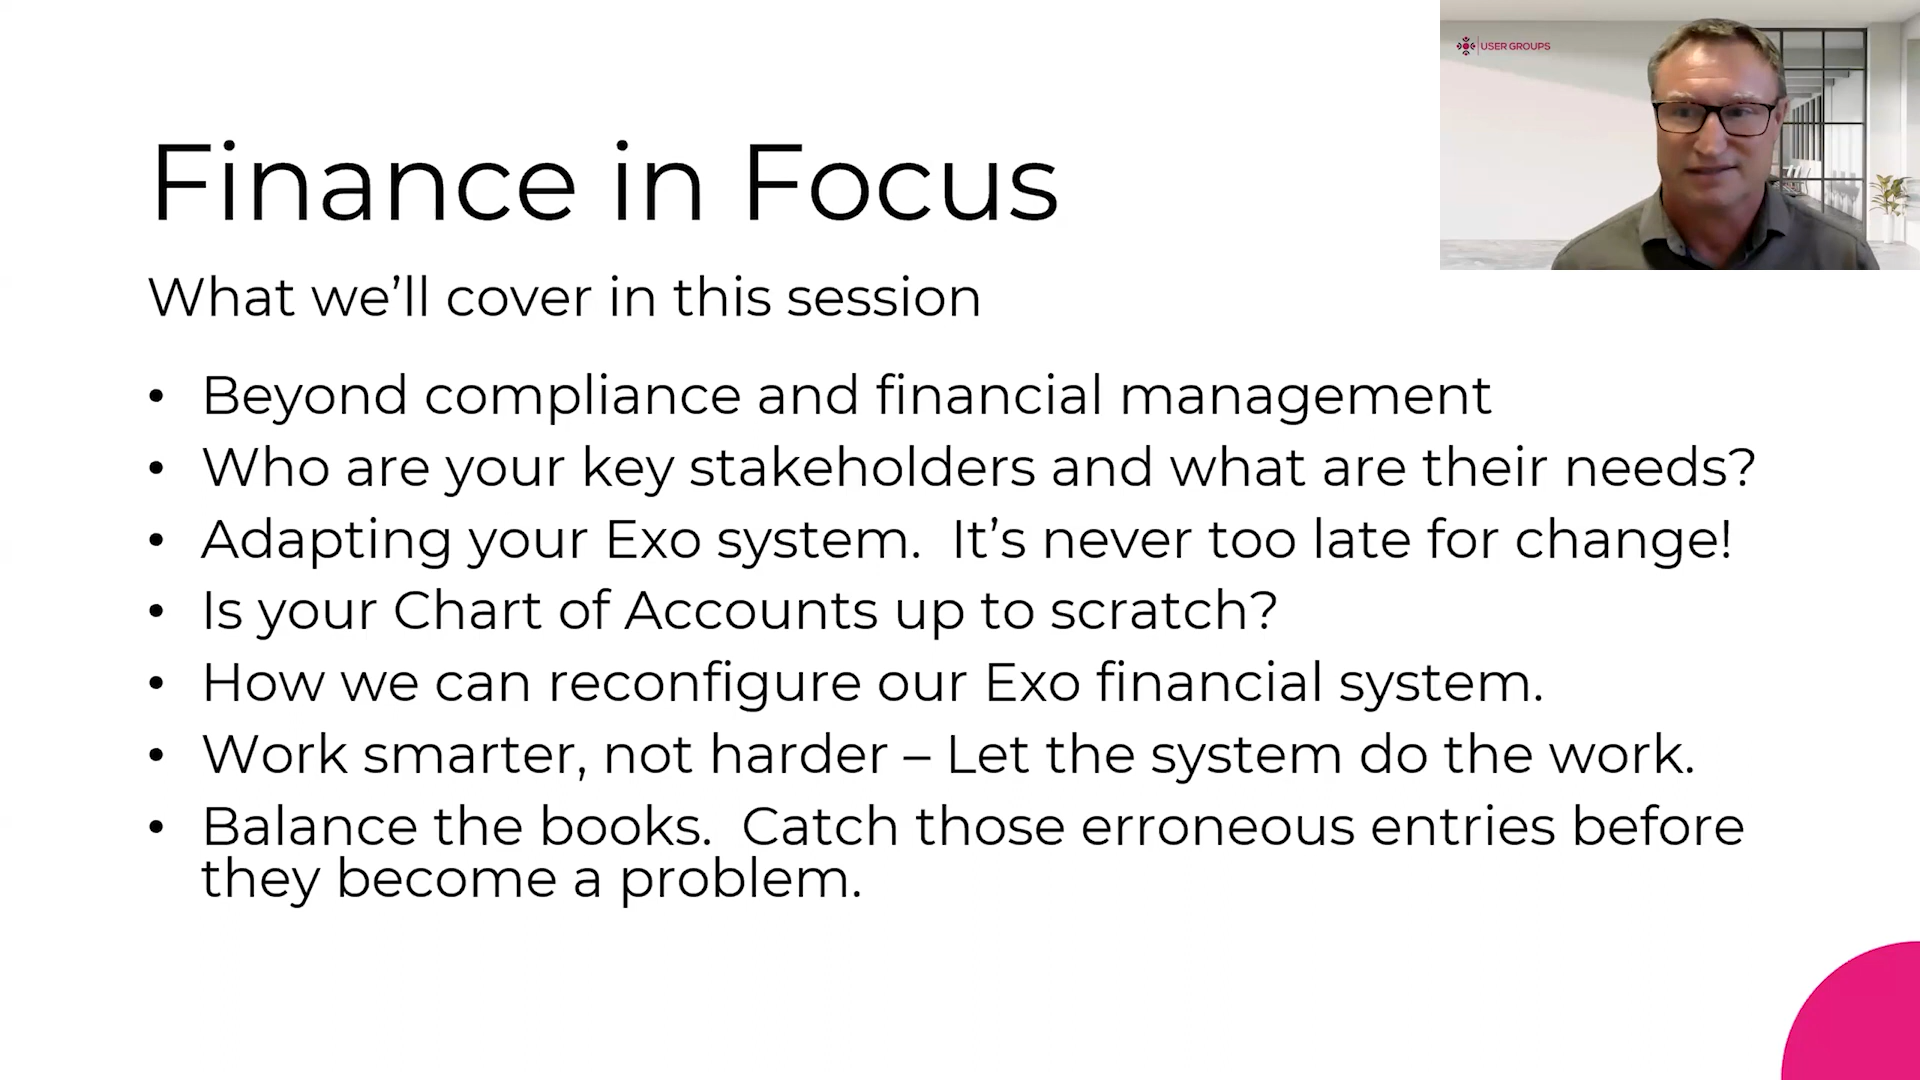 USER GROUPS
Finance in Focus
What we’ll cover in this session
• Beyond compliance and financial management
• Who are your key stakeholders and what are their needs?
• Adapting your Exo system.  It’s never too late for change!
• Is your Chart of Accounts up to scratch?
• How we can reconfigure our Exo financial system.
• Work smarter, not harder – Let the system do the work.
• Balance the books.  Catch those erroneous entries before
they become a problem.